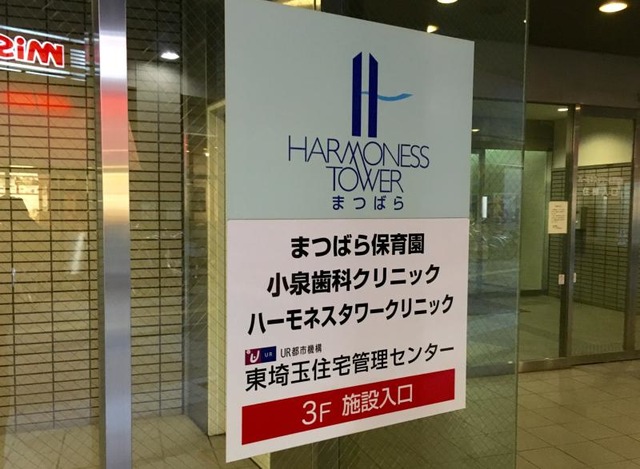 HARMONESS
TOWER
まつばら
まつばら保育園
小泉歯科クリニック
ハーモネスタワークリニック
UR UR都市機構
東埼玉住宅管理センター
3F 施設入口